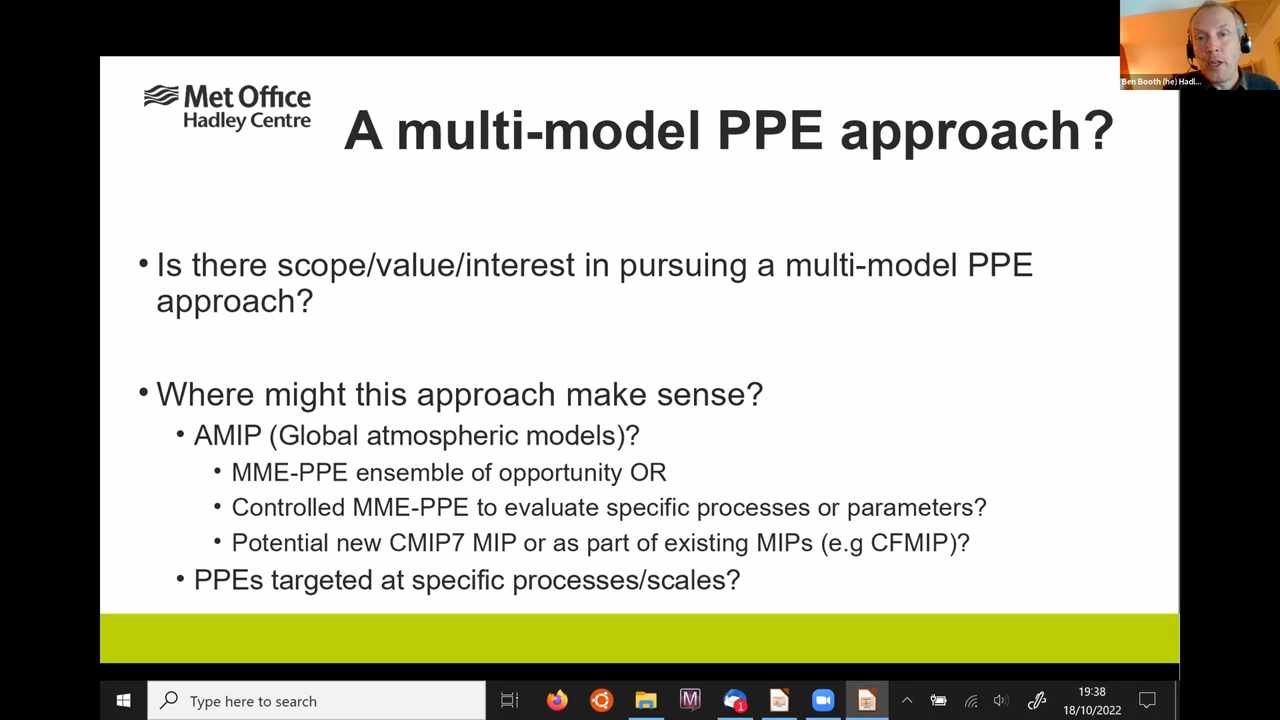 Ben Booth (he) Hadl...
Met Office
Hadley Centre
A multi-model PPE approach?
• Is there scope/value/interest in pursuing a multi-model PPE
approach?
• Where might this approach make sense?
• AMIP (Global atmospheric models)?
• MME-PPE ensemble of opportunity OR
• Controlled MME-PPE to evaluate specific processes or parameters?
• Potential new CMIP7 MIP or as part of existing MIPs (e.g CFMIP)?
• PPEs targeted at specific processes/scales?
Type here to search
M
1
19:38
18/10/2022